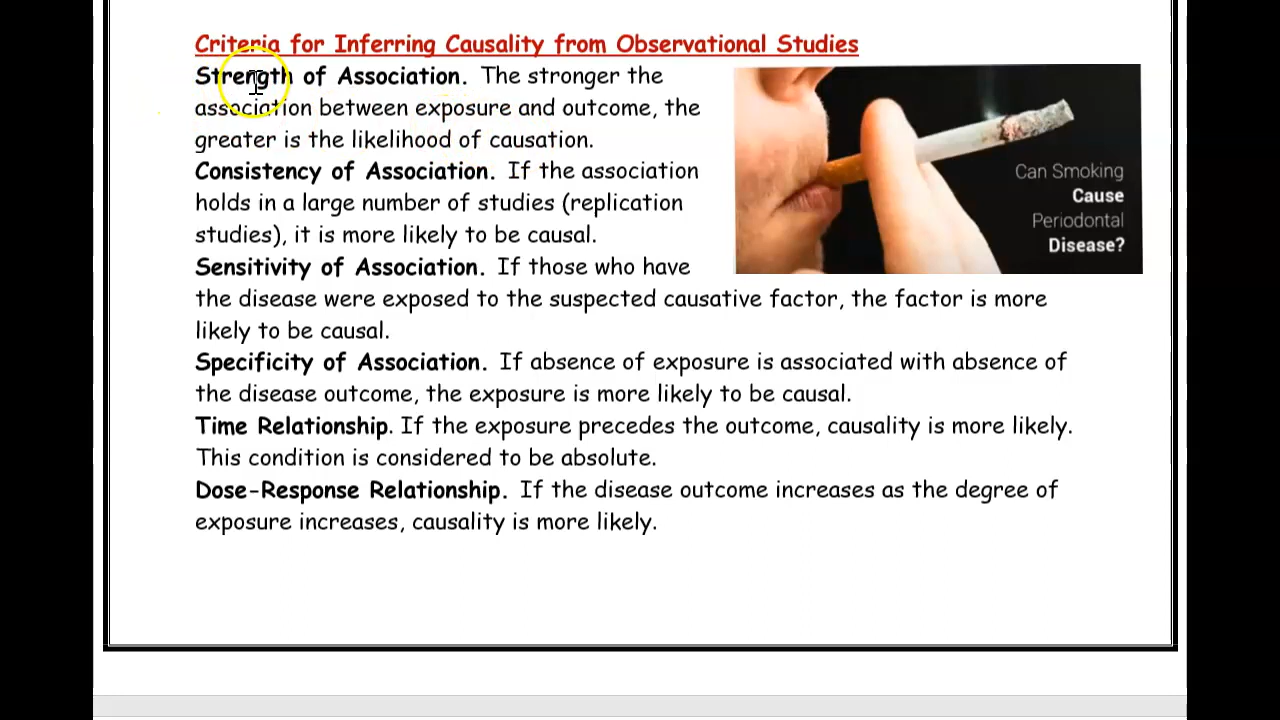 Criteria for Inferring Causality from Observational Studies
Strength of Association. The stronger the
association between exposure and outcome, the
greater is the likelihood of causation.
Consistency of Association. If the association
holds in a large number of studies (replication
studies), it is more likely to be causal.
Sensitivity of Association. If those who have
the disease were exposed to the suspected causative factor, the factor is more
likely to be causal.
Specificity of Association. If absence of exposure is associated with absence of
the disease outcome, the exposure is more likely to be causal.
Time Relationship. If the exposure precedes the outcome, causality is more likely.
This condition is considered to be absolute.
Dose-Response Relationship. If the disease outcome increases as the degree of
exposure increases, causality is more likely.
Can Smoking
Cause
Periodontal
Disease?